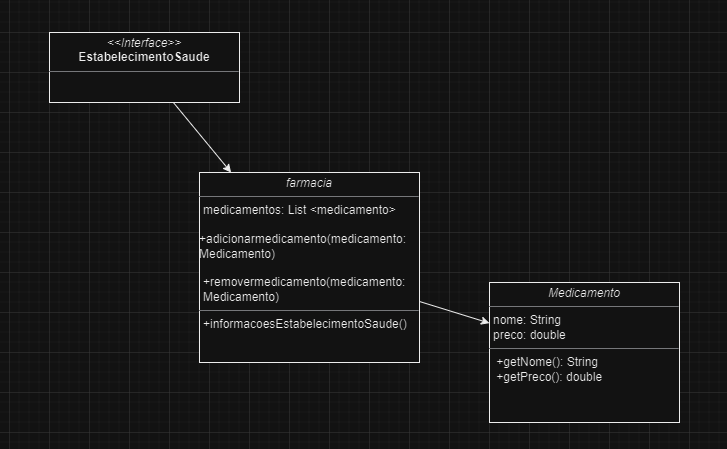 <<Interface>>
EstabelecimentoSaude
farmacia
medicamentos: List <medicamento>
+adicionarmedicamento(medicamento:
Medicamento)
+removermedicamento(medicamento:
Medicamento)
+informacoesEstabelecimentoSaude()
Medicamento
nome: String
preco: double
+getNome(): String
+getPreco(): double